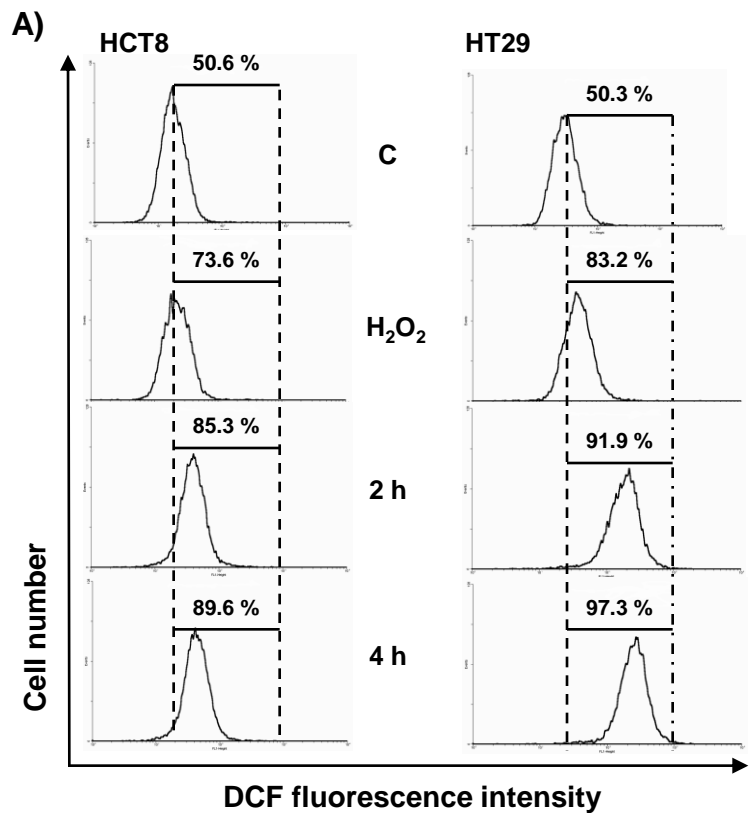 A)
HCT8
HT29
50.6 %
50.3 %
C
73.6 %
83.2 %
H₂O₂
85.3 %
91.9 %
2 h
89.6 %
97.3 %
4 h
Cell number
DCF fluorescence intensity